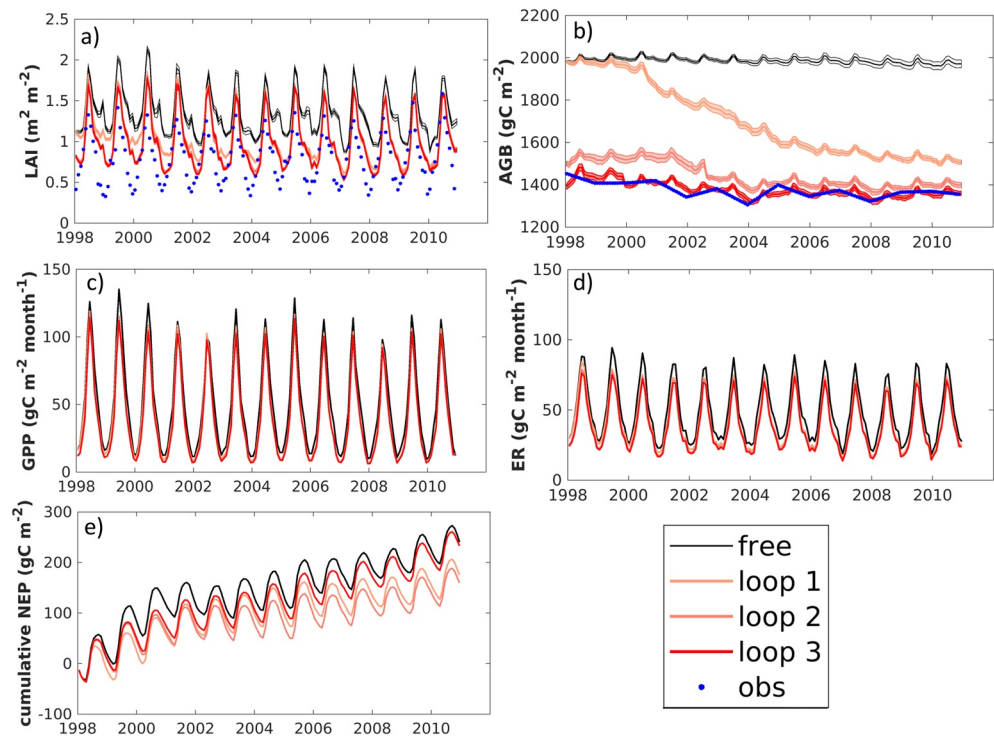 a)
LAI (m² m⁻²)
2.5
2
1.5
1
0.5
0
1998 2000 2002 2004 2006 2008 2010
b)
AGB (gC m⁻²)
2200
2000
1800
1600
1400
1200
1998 2000 2002 2004 2006 2008 2010
c)
GPP (gC m⁻² month⁻¹)
150
100
50
0
1998 2000 2002 2004 2006 2008 2010
d)
ER (gC m⁻² month⁻¹)
150
100
50
0
1998 2000 2002 2004 2006 2008 2010
e)
cumulative NEP (gC m⁻²)
300
200
100
0
-100
1998 2000 2002 2004 2006 2008 2010
free
loop 1
loop 2
loop 3
obs